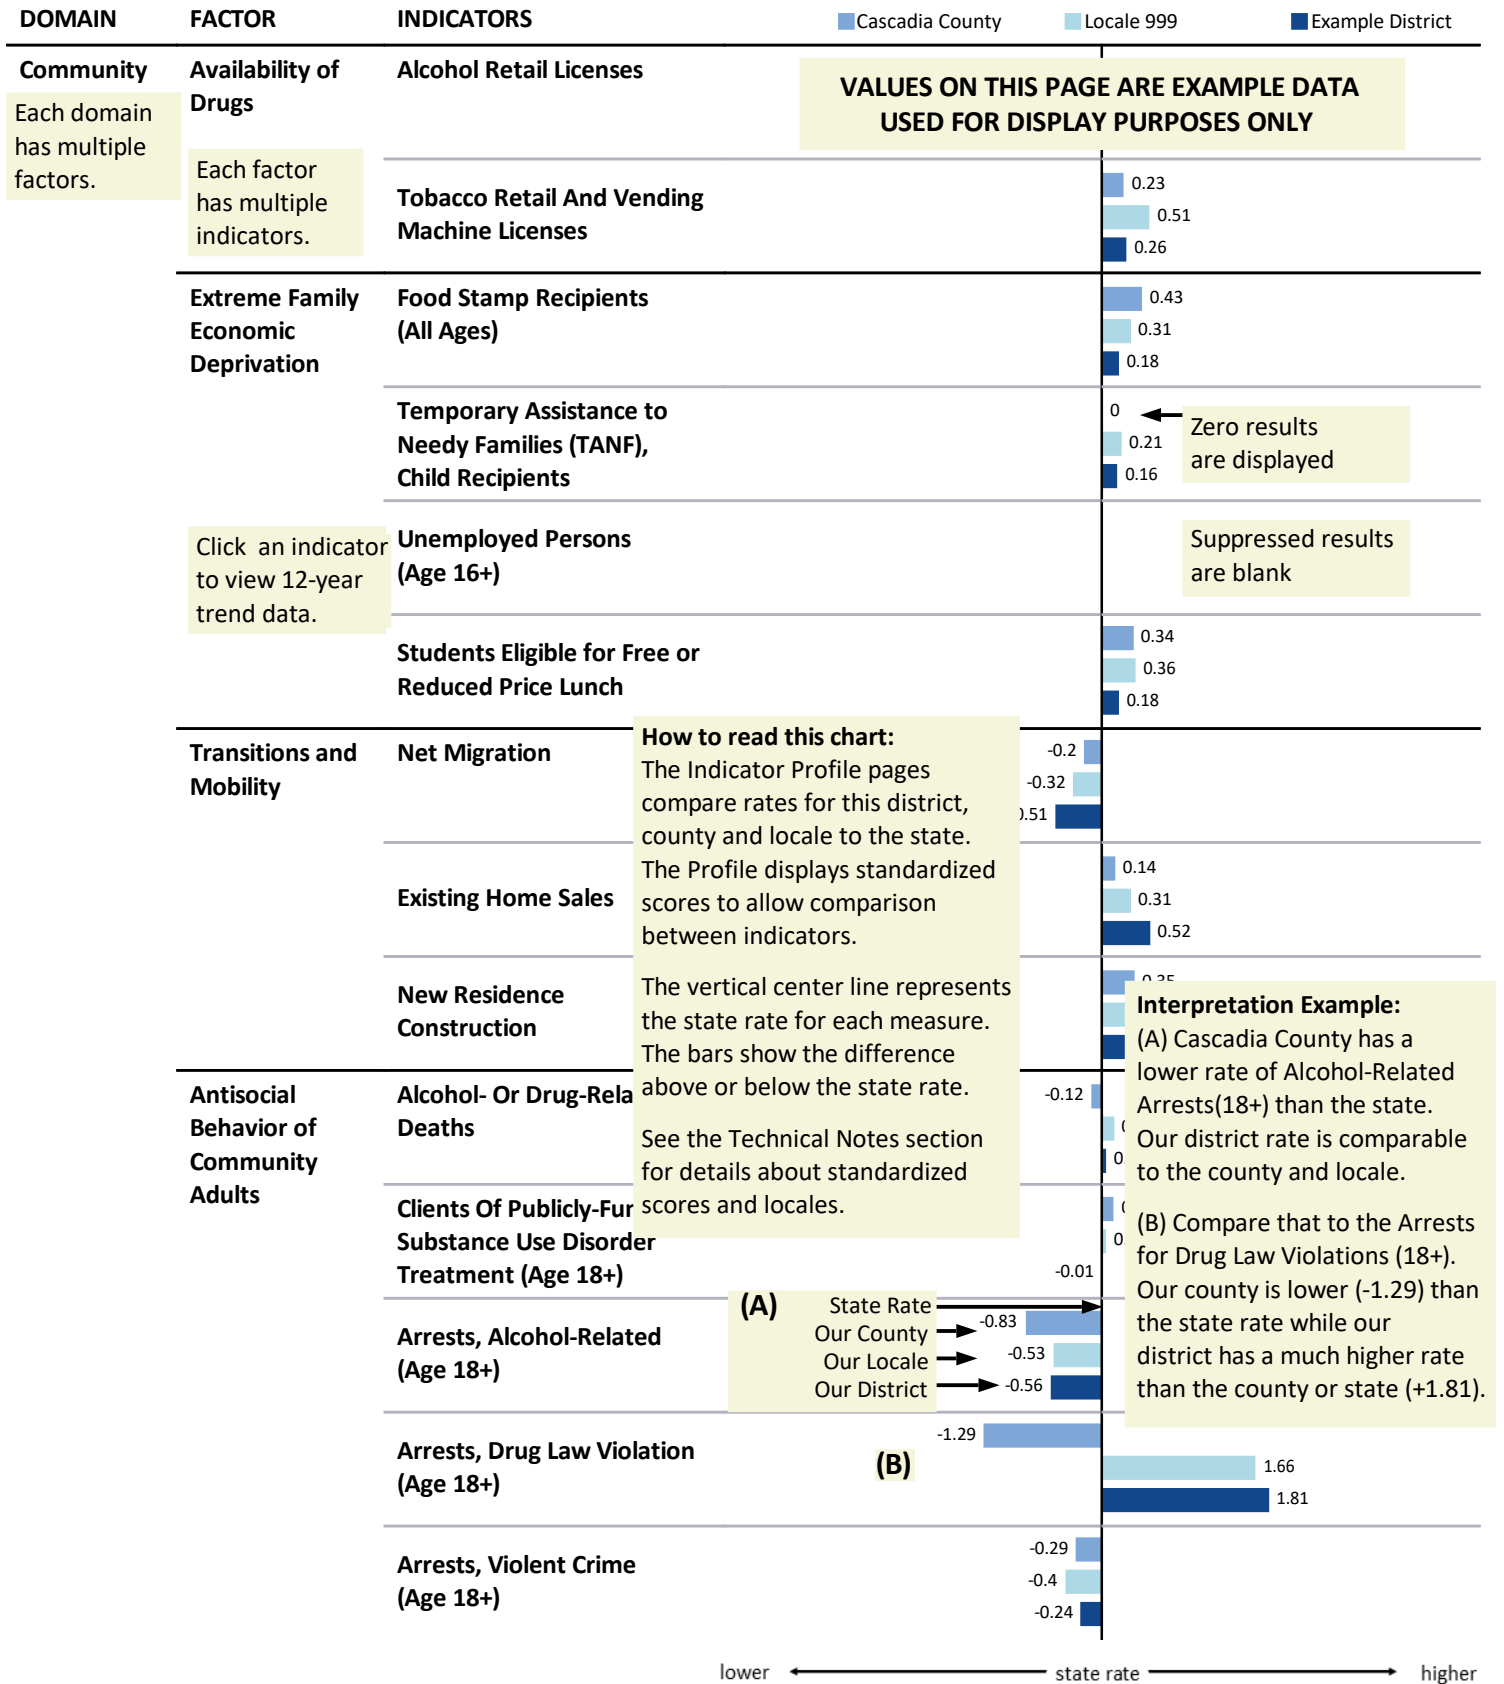 DOMAIN FACTOR INDICATORS Cascadia County Locale 999 Example District
Community
Each domain
has multiple
factors.
Availability of
Drugs
Each factor
has multiple
indicators.
Alcohol Retail Licenses
VALUES ON THIS PAGE ARE EXAMPLE DATA
USED FOR DISPLAY PURPOSES ONLY
Tobacco Retail And Vending
Machine Licenses
0.23
0.51
0.26
Extreme Family
Economic
Deprivation
Food Stamp Recipients
(All Ages)
0.43
0.31
0.18
Temporary Assistance to
Needy Families (TANF),
Child Recipients
0
0.21
0.16
Zero results
are displayed
Click an indicator
to view 12-year
trend data.
Unemployed Persons
(Age 16+)
Suppressed results
are blank
Students Eligible for Free or
Reduced Price Lunch
0.34
0.36
0.18
Transitions and
Mobility
Net Migration
-0.2
-0.32
0.51
How to read this chart:
The Indicator Profile pages
compare rates for this district,
county and locale to the state.
The Profile displays standardized
scores to allow comparison
between indicators.
The vertical center line represents
the state rate for each measure.
The bars show the difference
above or below the state rate.
See the Technical Notes section
for details about standardized
scores and locales.
Existing Home Sales
0.14
0.31
0.52
New Residence
Construction
0.35
Interpretation Example:
(A) Cascadia County has a
lower rate of Alcohol-Related
Arrests(18+) than the state.
Our district rate is comparable
to the county and locale.
(B) Compare that to the Arrests
for Drug Law Violations (18+).
Our county is lower (-1.29) than
the state rate while our
district has a much higher rate
than the county or state (+1.81).
Antisocial
Behavior of
Community
Adults
Alcohol- Or Drug-Rela
Deaths
-0.12
Clients Of Publicly-Fun
Substance Use Disorder
Treatment (Age 18+)
-0.01
Arrests, Alcohol-Related
(Age 18+)
(A) State Rate
Our County
Our Locale
Our District
-0.83
-0.53
-0.56
Arrests, Drug Law Violation
(Age 18+)
(B)
-1.29
1.66
1.81
Arrests, Violent Crime
(Age 18+)
-0.29
-0.4
-0.24
lower state rate higher